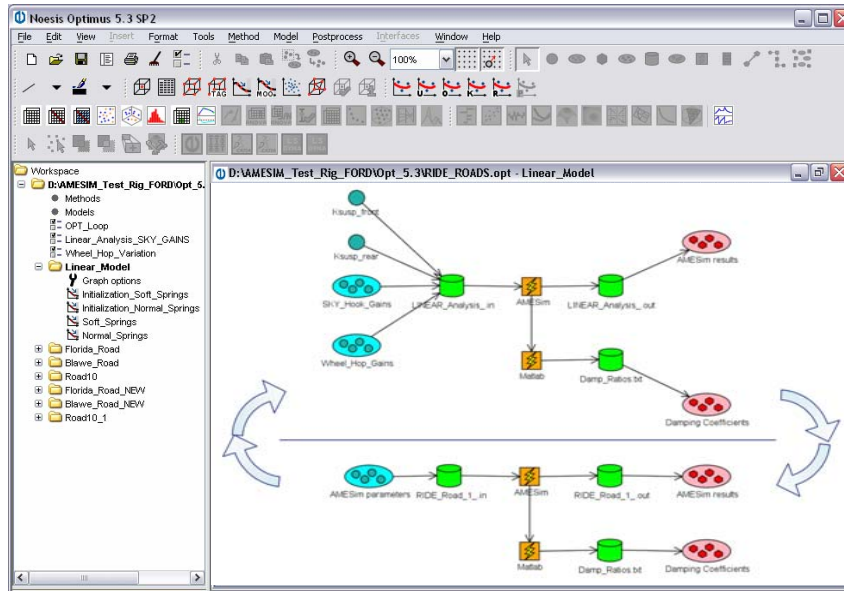 Noesis Optimus 5.3 SP2
File Edit View Insert Format Tools Method Model Postprocess Interfaces Window Help
100%
TAG MOO U O K R
Workspace
D:\AMESIM_Test_Rig_FORD\Opt_5.
Methods
Models
OPT_Loop
Linear_Analysis_SKY_GAINS
Wheel_Hop_Variation
Linear_Model
Graph options
Initialization_Soft_Springs
Initialization_Normal_Springs
Soft_Springs
Normal_Springs
Florida_Road
Blawe_Road
Road10
Florida_Road_NEW
Blawe_Road_NEW
Road10_1
D:\AMESIM_Test_Rig_FORD\Opt_5.3\RIDE_ROADS.opt - Linear_Model
Ksusp_front
Ksusp_rear
AMESim results
SKY_Hook_Gains LINEAR_Analysis_in AMESim LINEAR_Analysis_out
Wheel_Hop_Gains
Matlab Damp_Ratios.txt
Damping Coefficients
AMESim parameters RIDE_Road_1_in AMESim RIDE_Road_1_out AMESim results
Matlab Damp_Ratios.txt Damping Coefficients